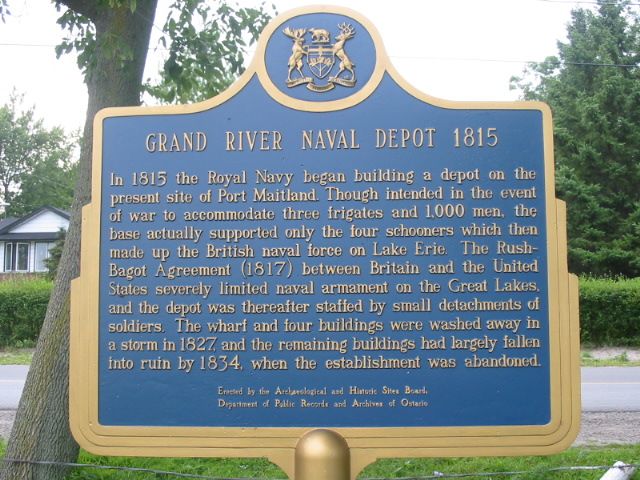 GRAND RIVER NAVAL DEPOT 1815
In 1815 the Royal Navy began building a depot on the
present site of Port Maitland. Though intended in the event
of war to accommodate three frigates and 1,000 men, the
base actually supported only the four schooners which then
made up the British naval force on Lake Erie. The Rush-
Bagot Agreement (1817) between Britain and the United
States severely limited naval armament on the Great Lakes,
and the depot was thereafter staffed by small detachments of
soldiers. The wharf and four buildings were washed away in
a storm in 1827, and the remaining buildings had largely fallen
into ruin by 1834, when the establishment was abandoned.
Erected by the Archaeological and Historic Sites Board,
Department of Public Records and Archives of Ontario